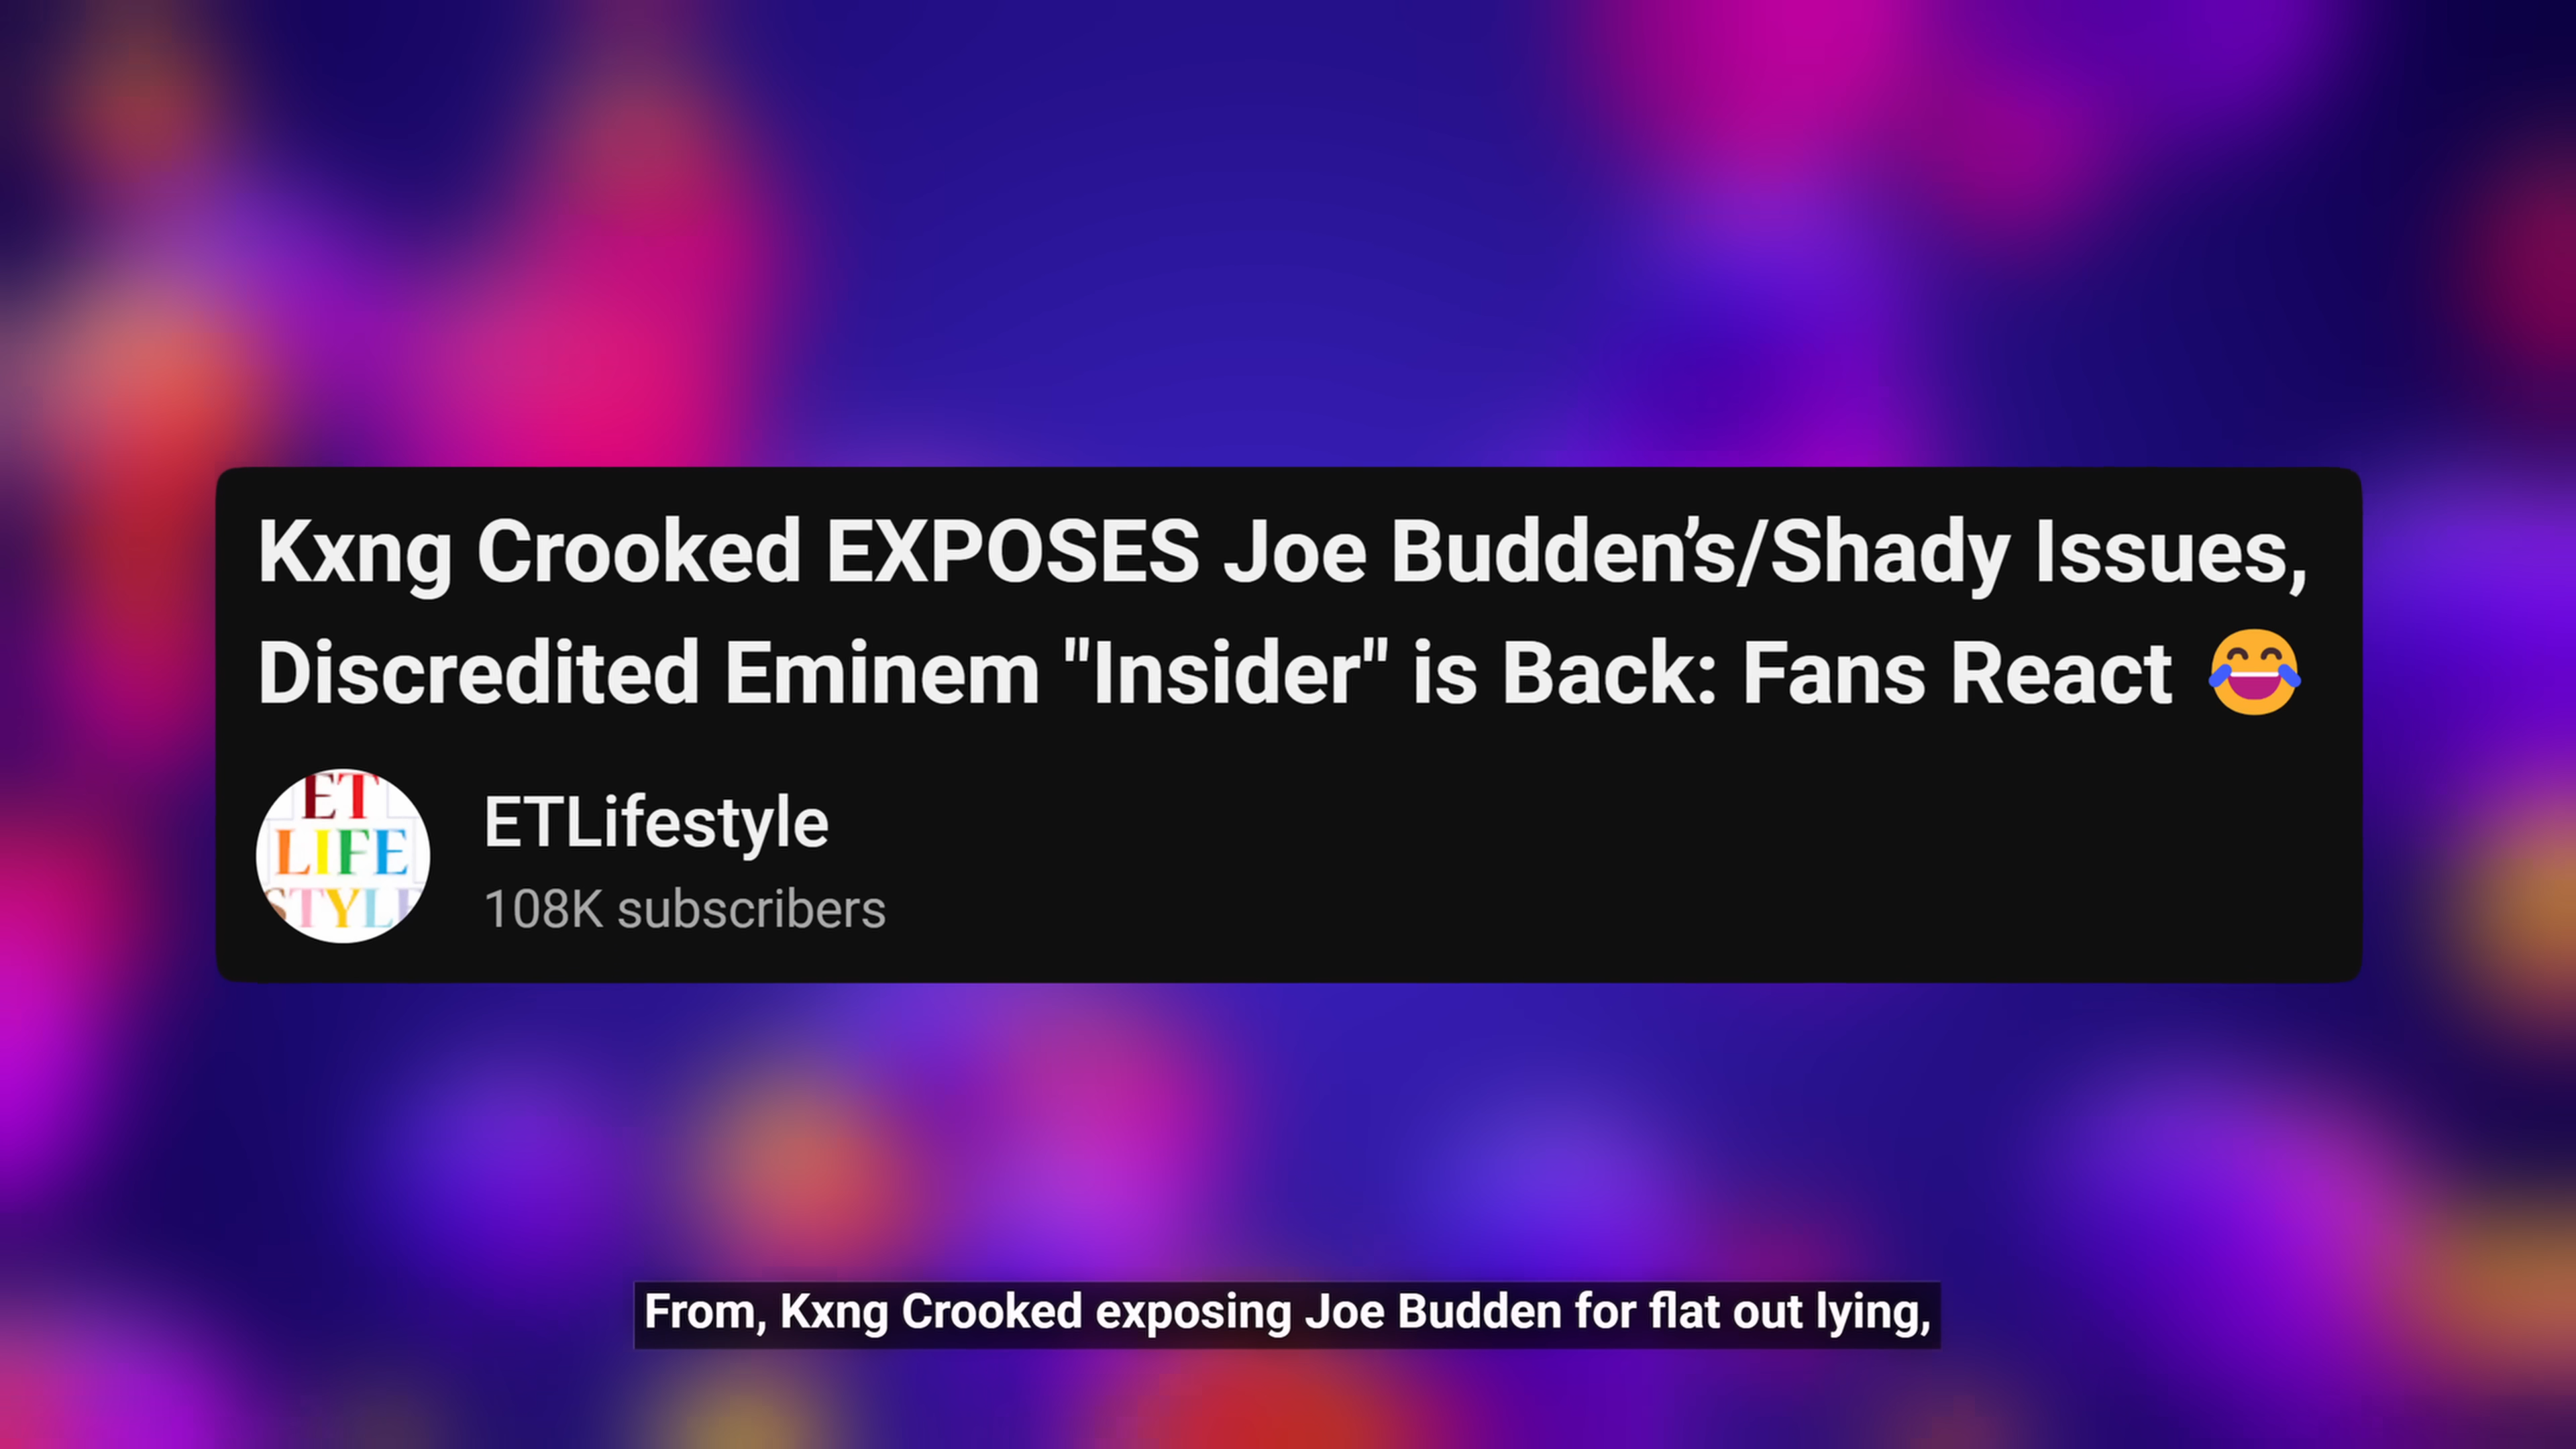 Kxng Crooked EXPOSES Joe Budden’s/Shady Issues,
Discredited Eminem "Insider" is Back: Fans React 😂
ET
LIFE
STYLE
ETLifestyle
108K subscribers
From, Kxng Crooked exposing Joe Budden for flat out lying,